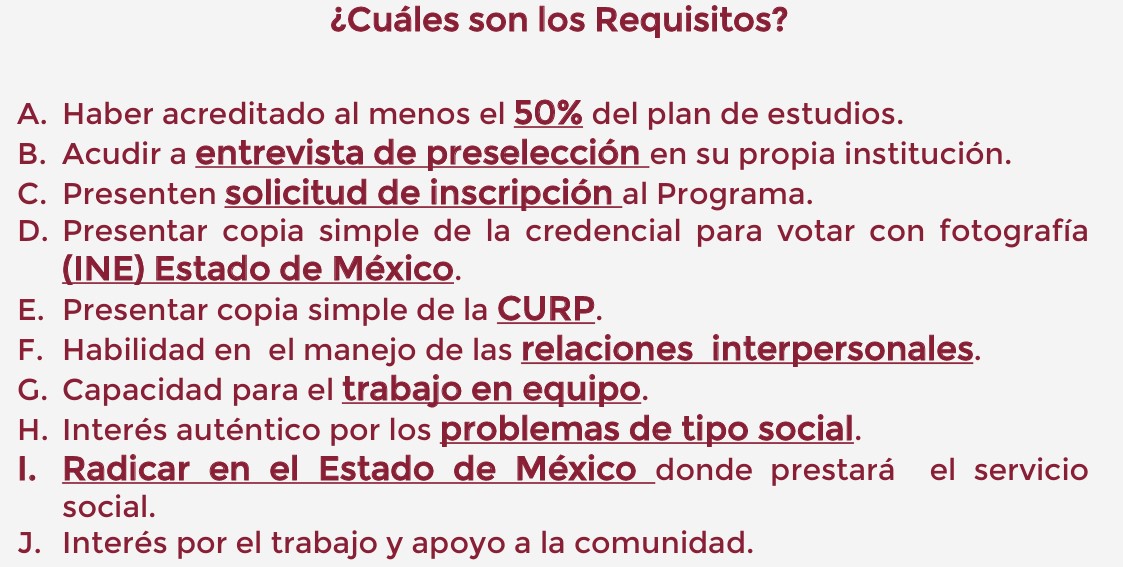 ¿Cuáles son los Requisitos?
A. Haber acreditado al menos el 50% del plan de estudios.
B. Acudir a entrevista de preselección en su propia institución.
C. Presenten solicitud de inscripción al Programa.
D. Presentar copia simple de la credencial para votar con fotografía
(INE) Estado de México.
E. Presentar copia simple de la CURP.
F. Habilidad en el manejo de las relaciones interpersonales.
G. Capacidad para el trabajo en equipo.
H. Interés auténtico por los problemas de tipo social.
I. Radicar en el Estado de México donde prestará el servicio
social.
J. Interés por el trabajo y apoyo a la comunidad.